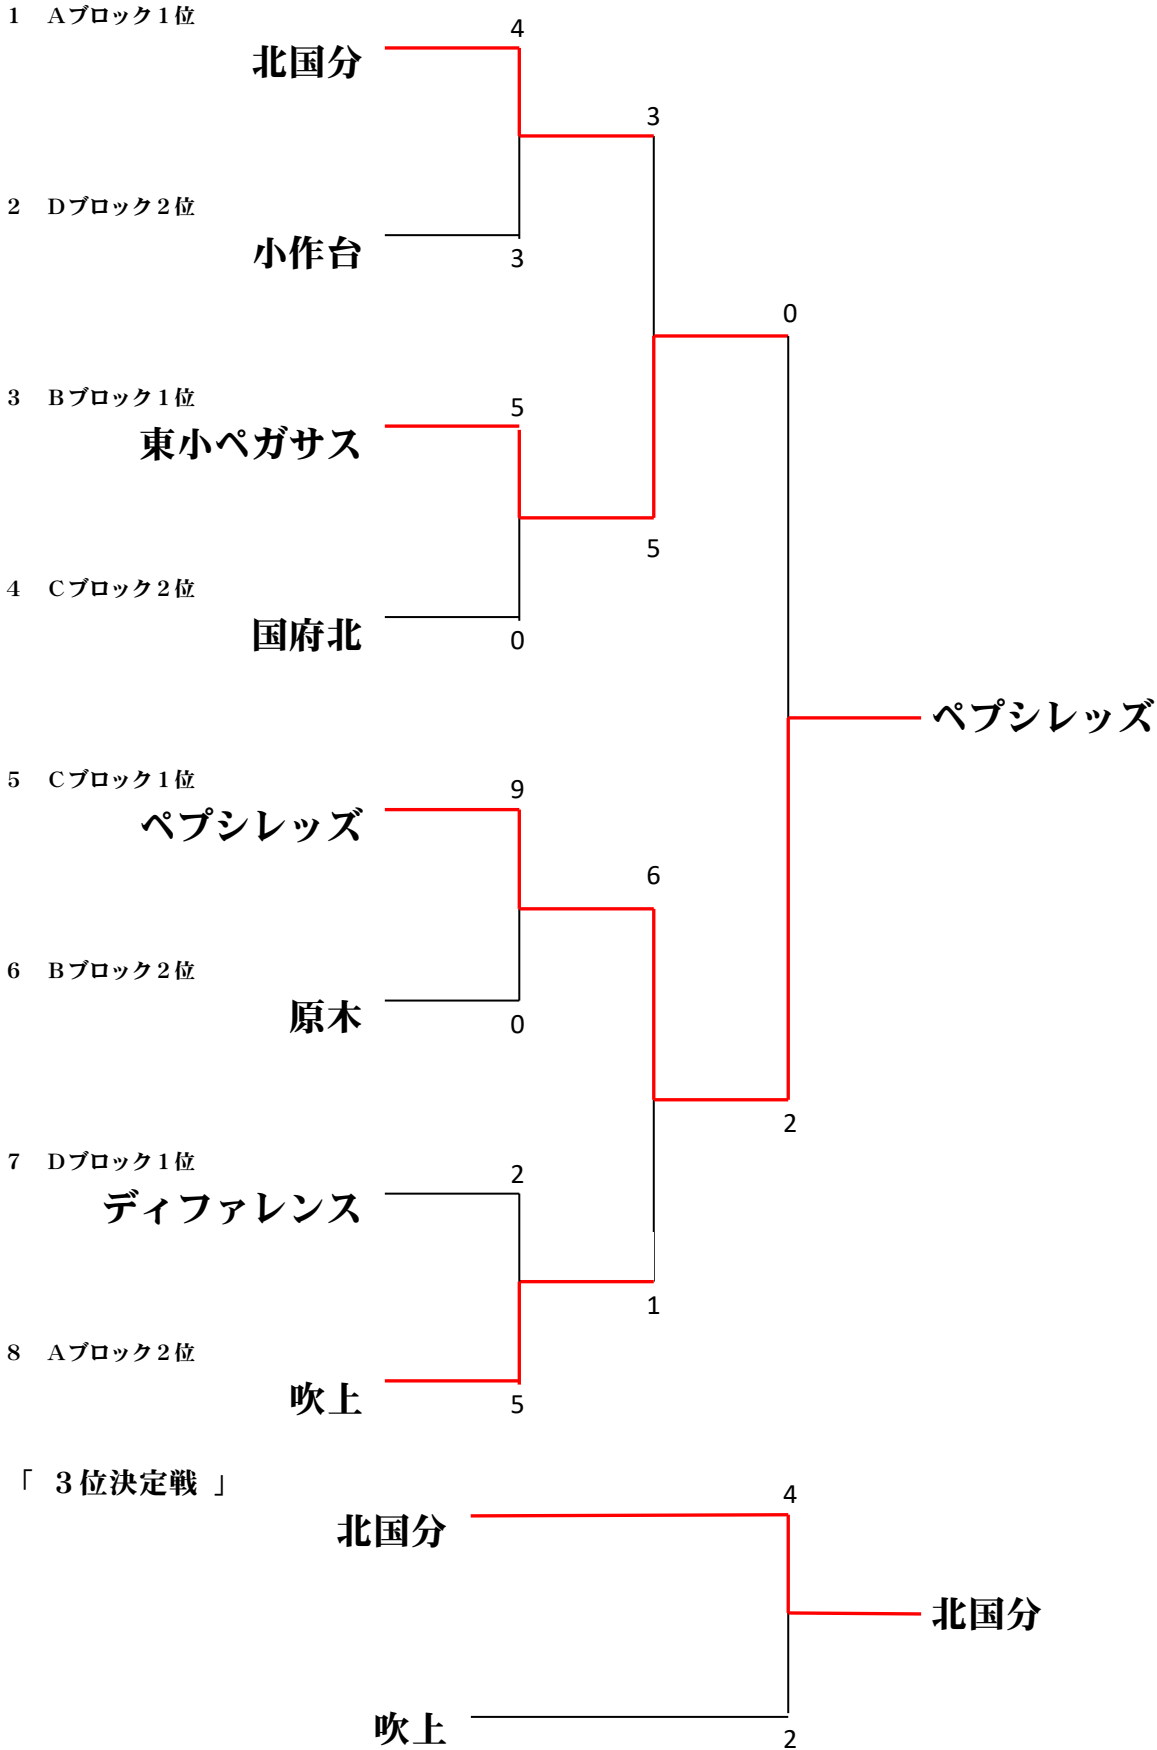 1 Aブロック1位
4
北国分
3
2 Dブロック2位
小作台
3
0
3 Bブロック1位
5
東小ペガサス
5
4 Cブロック2位
国府北
0
ペプシレッズ
5 Cブロック1位
9
ペプシレッズ
6
6 Bブロック2位
原木
0
2
7 Dブロック1位
2
ディファレンス
1
8 Aブロック2位
吹上
5
「 3位決定戦 」
4
北国分
北国分
吹上
2